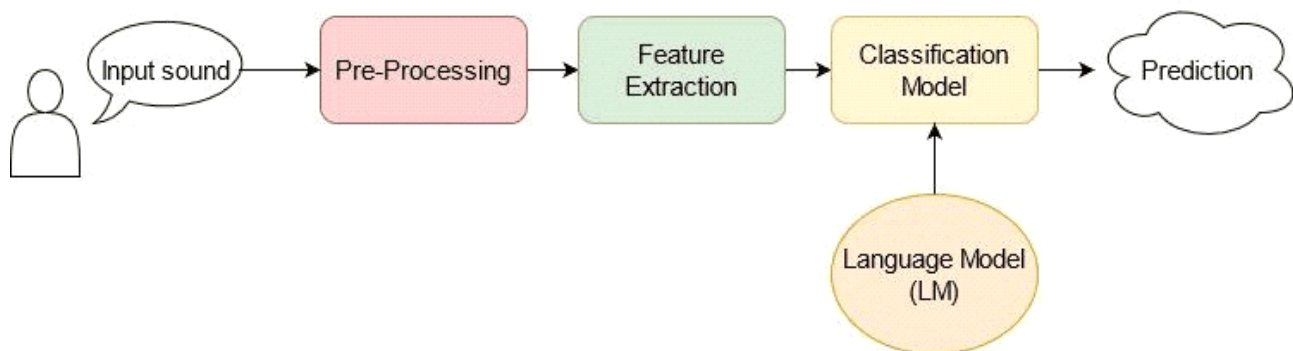 Input sound
Pre-Processing
Feature
Extraction
Classification
Model
Prediction
Language Model
(LM)